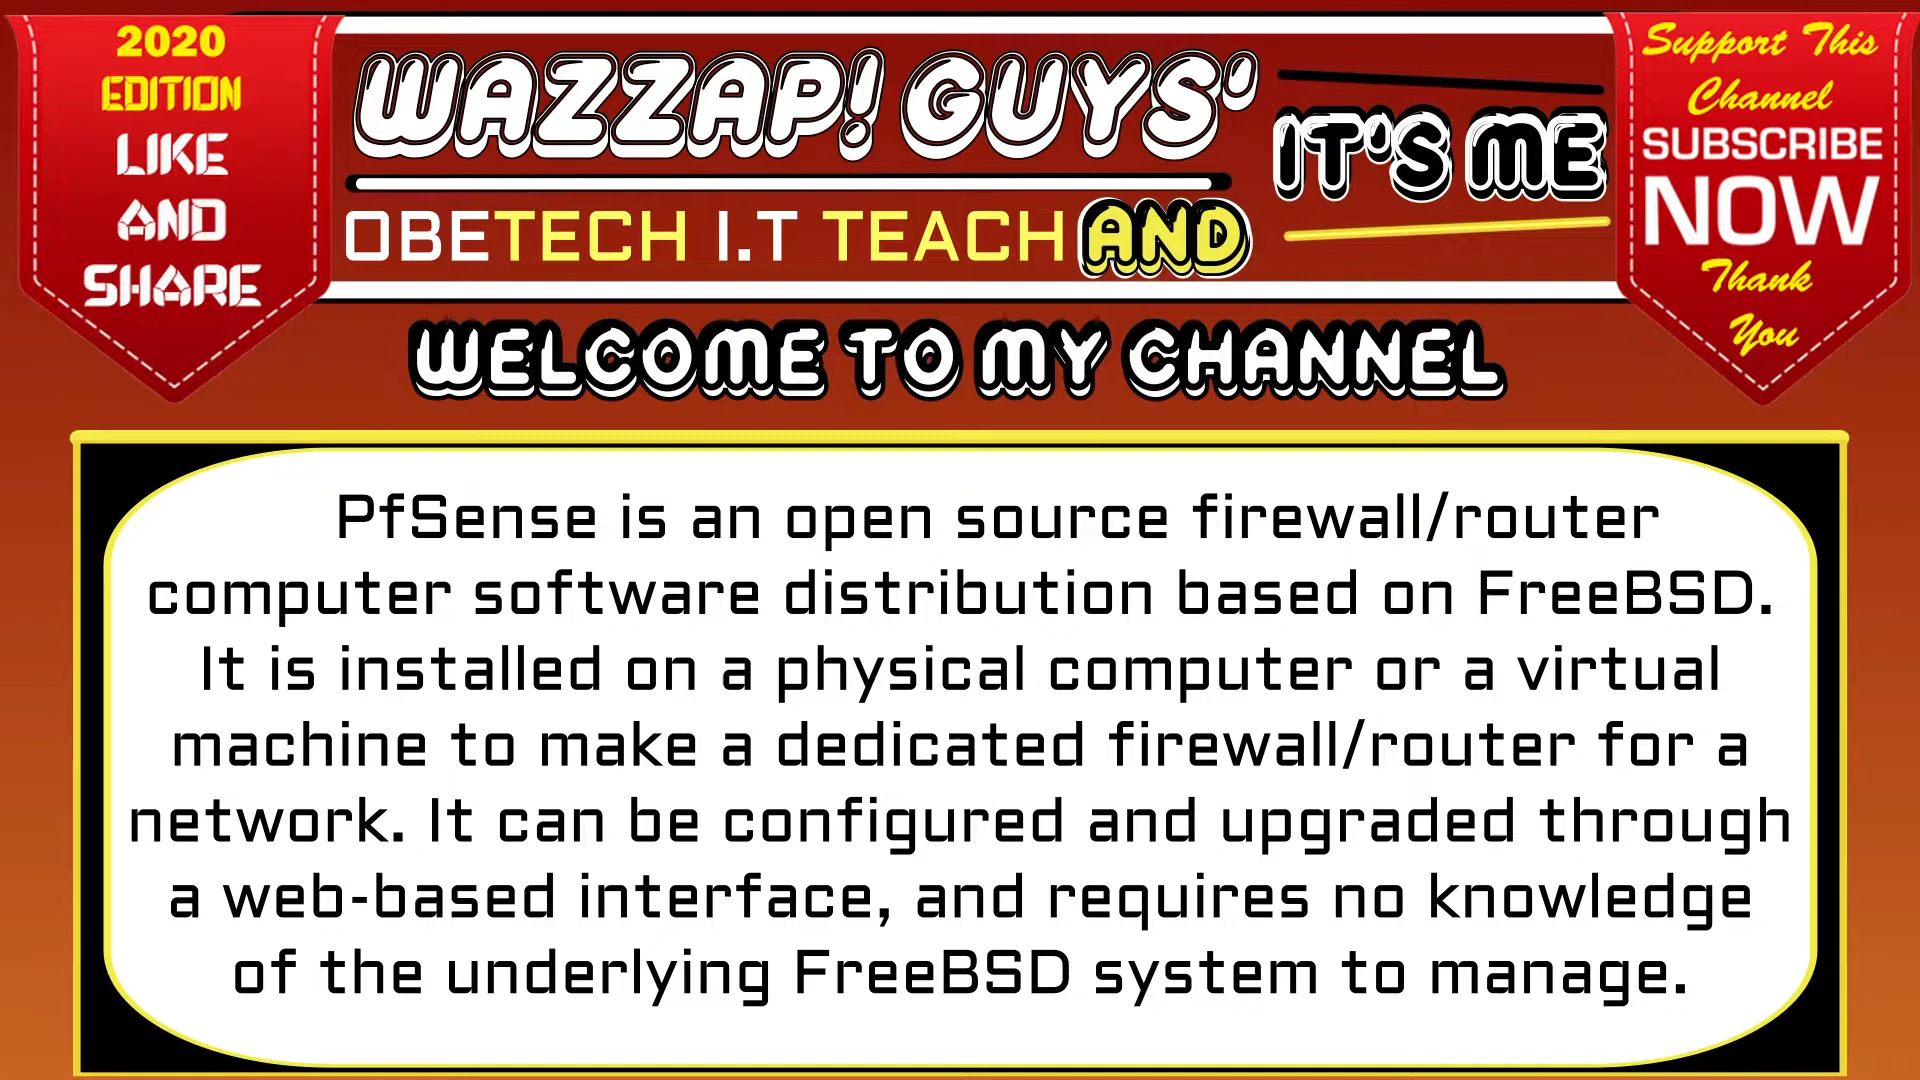 2020
EDITION
LIKE
AND
SHARE
WAZZAP! GUYS'
IT'S ME
OBETECH I.T TEACH AND
Support This
Channel
SUBSCRIBE
NOW
Thank
You
WELCOME TO MY CHANNEL
PfSense is an open source firewall/router
computer software distribution based on FreeBSD.
It is installed on a physical computer or a virtual
machine to make a dedicated firewall/router for a
network. It can be configured and upgraded through
a web-based interface, and requires no knowledge
of the underlying FreeBSD system to manage.